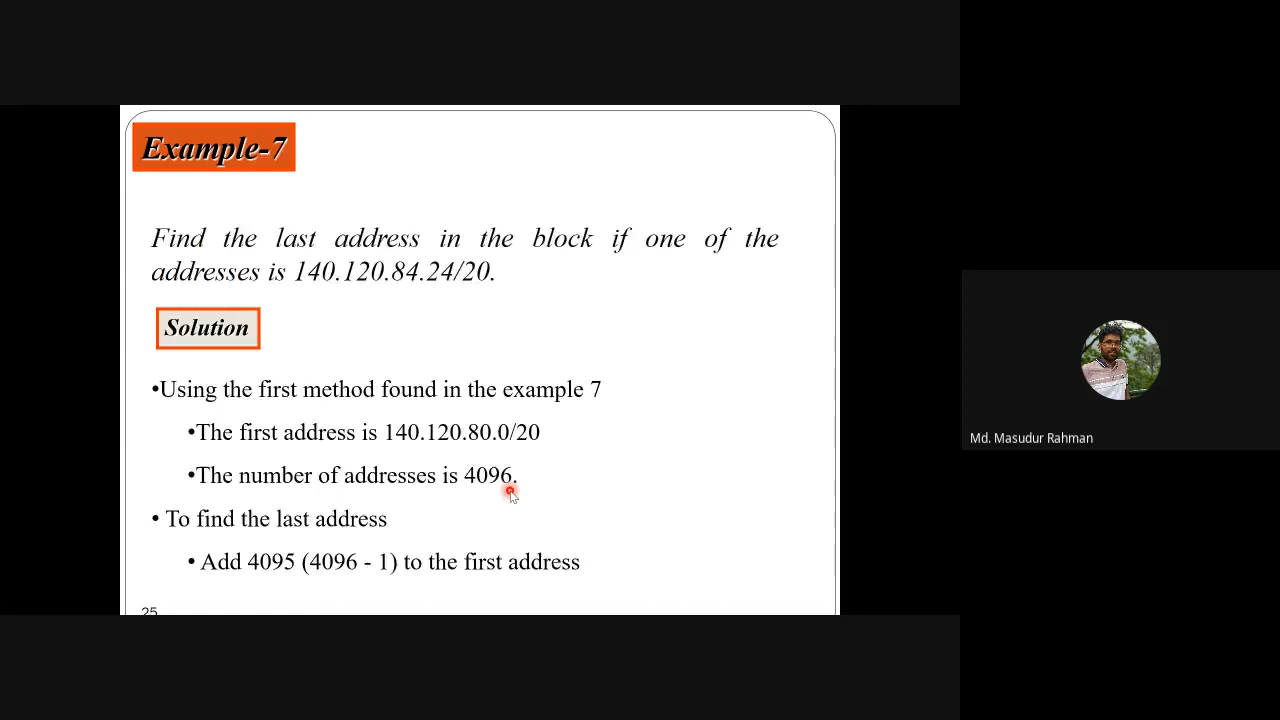 Example-7
Find the last address in the block if one of the
addresses is 140.120.84.24/20.
Solution
•Using the first method found in the example 7
•The first address is 140.120.80.0/20
•The number of addresses is 4096.
• To find the last address
• Add 4095 (4096 - 1) to the first address
25
Md. Masudur Rahman